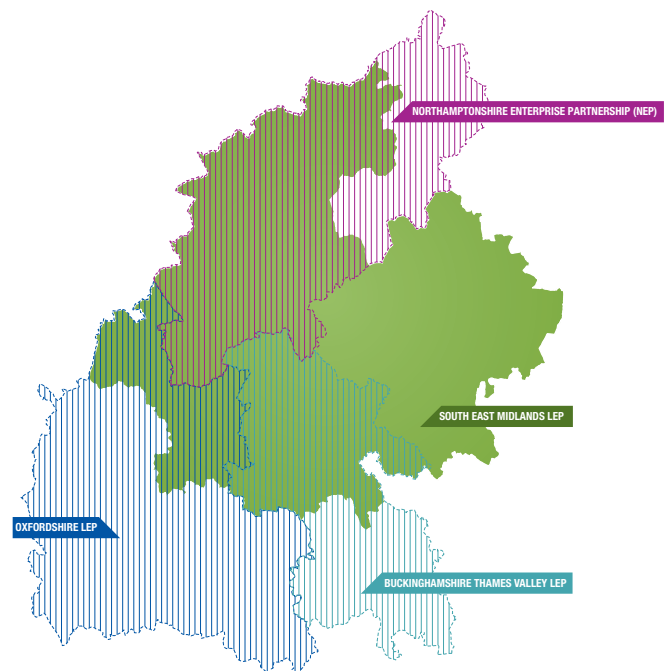 NORTHAMPTONSHIRE ENTERPRISE PARTNERSHIP (NEP)
SOUTH EAST MIDLANDS LEP
OXFORDSHIRE LEP
BUCKINGHAMSHIRE THAMES VALLEY LEP